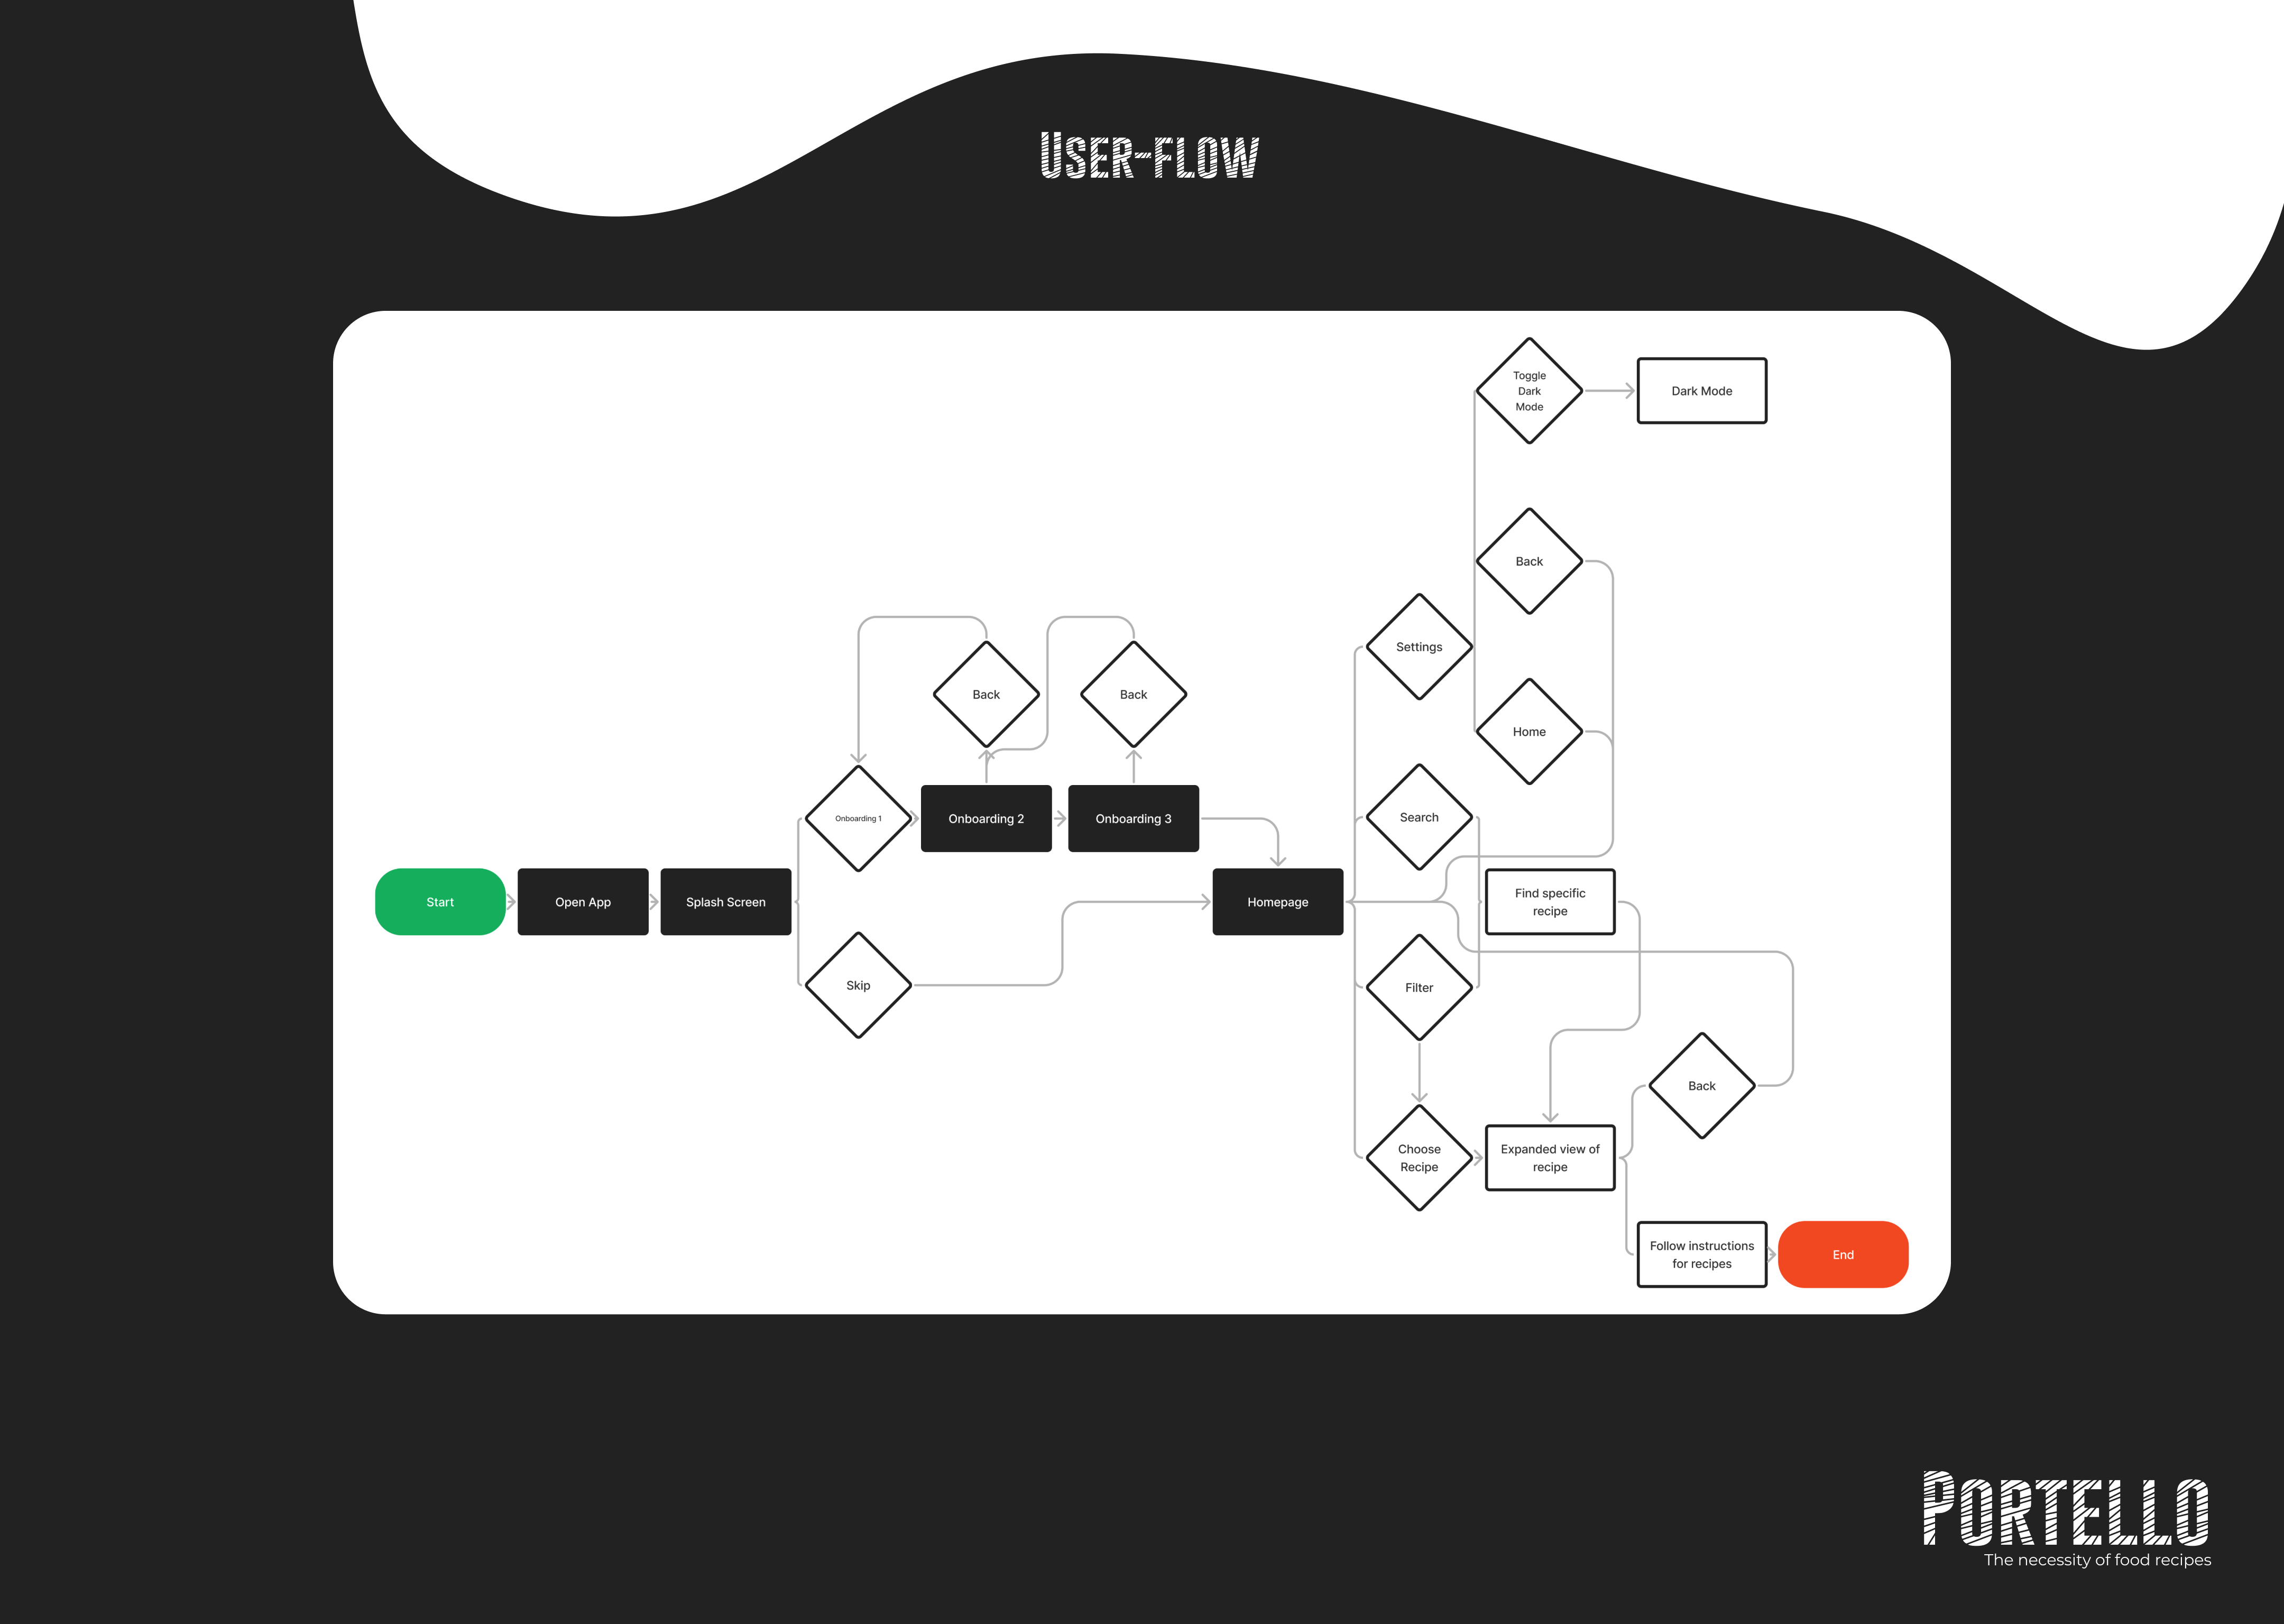 User-flow
Toggle
Dark
Mode
Dark Mode
Back
Settings
Back
Back
Home
Onboarding 1
Onboarding 2
Onboarding 3
Search
Start
Open App
Splash Screen
Homepage
Find specific
recipe
Skip
Filter
Back
Choose
Recipe
Expanded view of
recipe
Follow instructions
for recipes
End
Portello
The necessity of food recipes